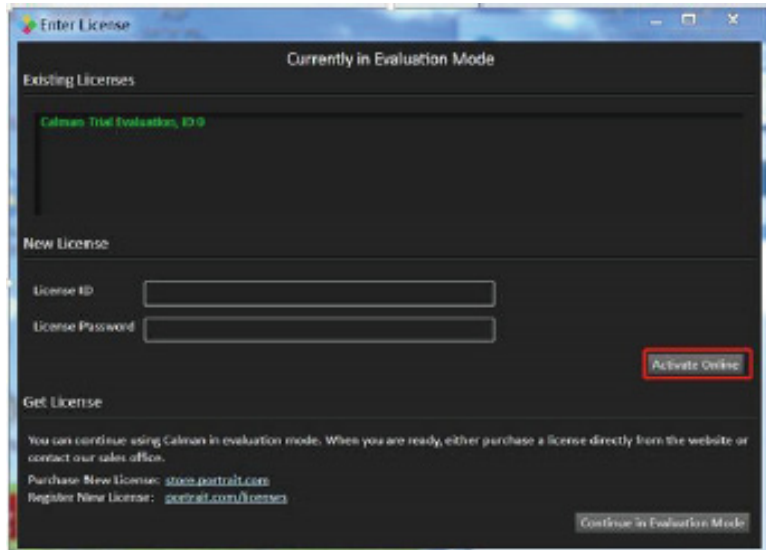 Enter License
Currently in Evaluation Mode
Existing Licenses
Calman Trial Evaluation, ID 0
New License
License ID
License Password
Activate Online
Get License
You can continue using Calman in evaluation mode. When you are ready, either purchase a license directly from the website or
contact our sales office.
Purchase New License: store.portrait.com
Register New License: portrait.com/licenses
Continue in Evaluation Mode